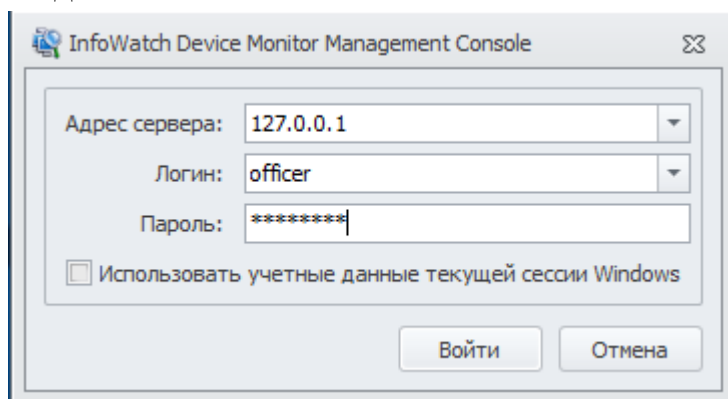 InfoWatch Device Monitor Management Console
Адрес сервера: 127.0.0.1
Логин: officer
Пароль: ********
Использовать учетные данные текущей сессии Windows
Войти Отмена